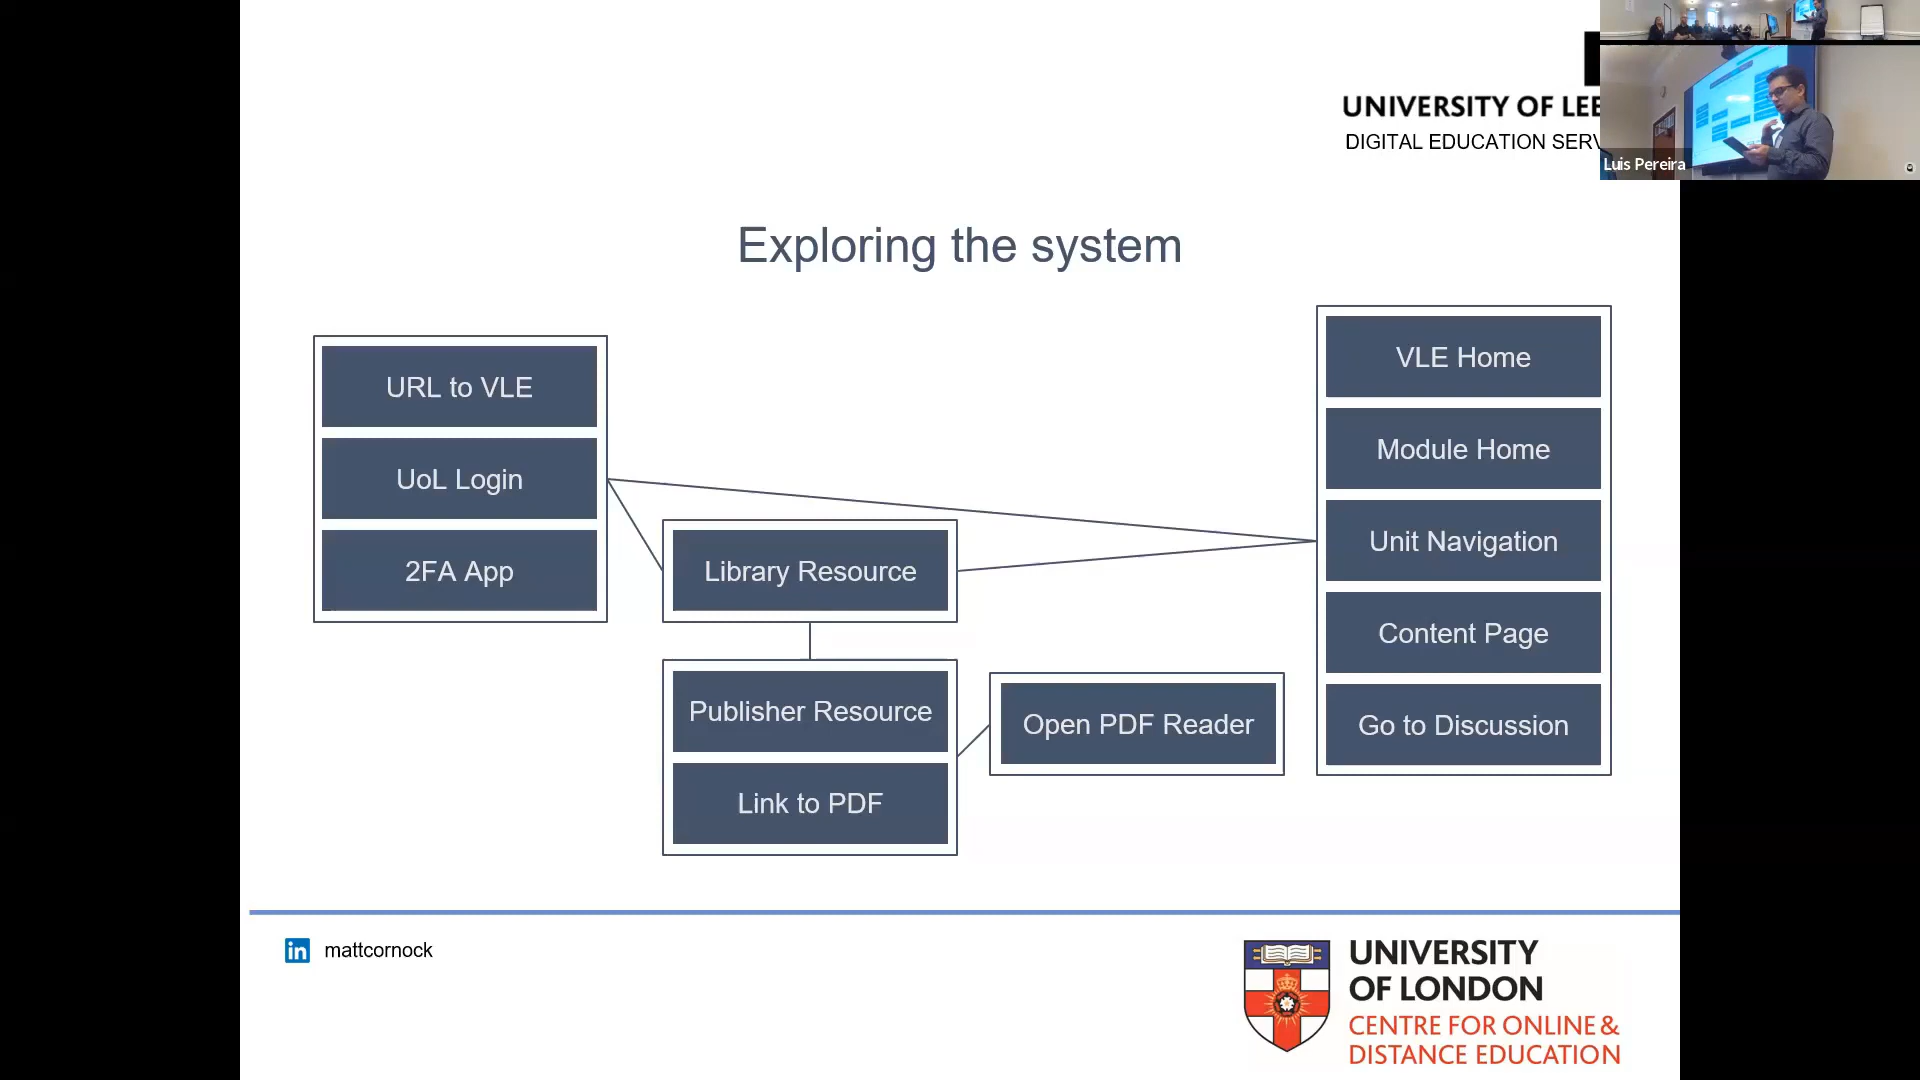 UNIVERSITY OF LEE
DIGITAL EDUCATION SERV
Luis Pereira
Exploring the system
URL to VLE
UoL Login
2FA App
Library Resource
Publisher Resource
Link to PDF
Open PDF Reader
VLE Home
Module Home
Unit Navigation
Content Page
Go to Discussion
in mattcornock
UNIVERSITY
OF LONDON
CENTRE FOR ONLINE &
DISTANCE EDUCATION